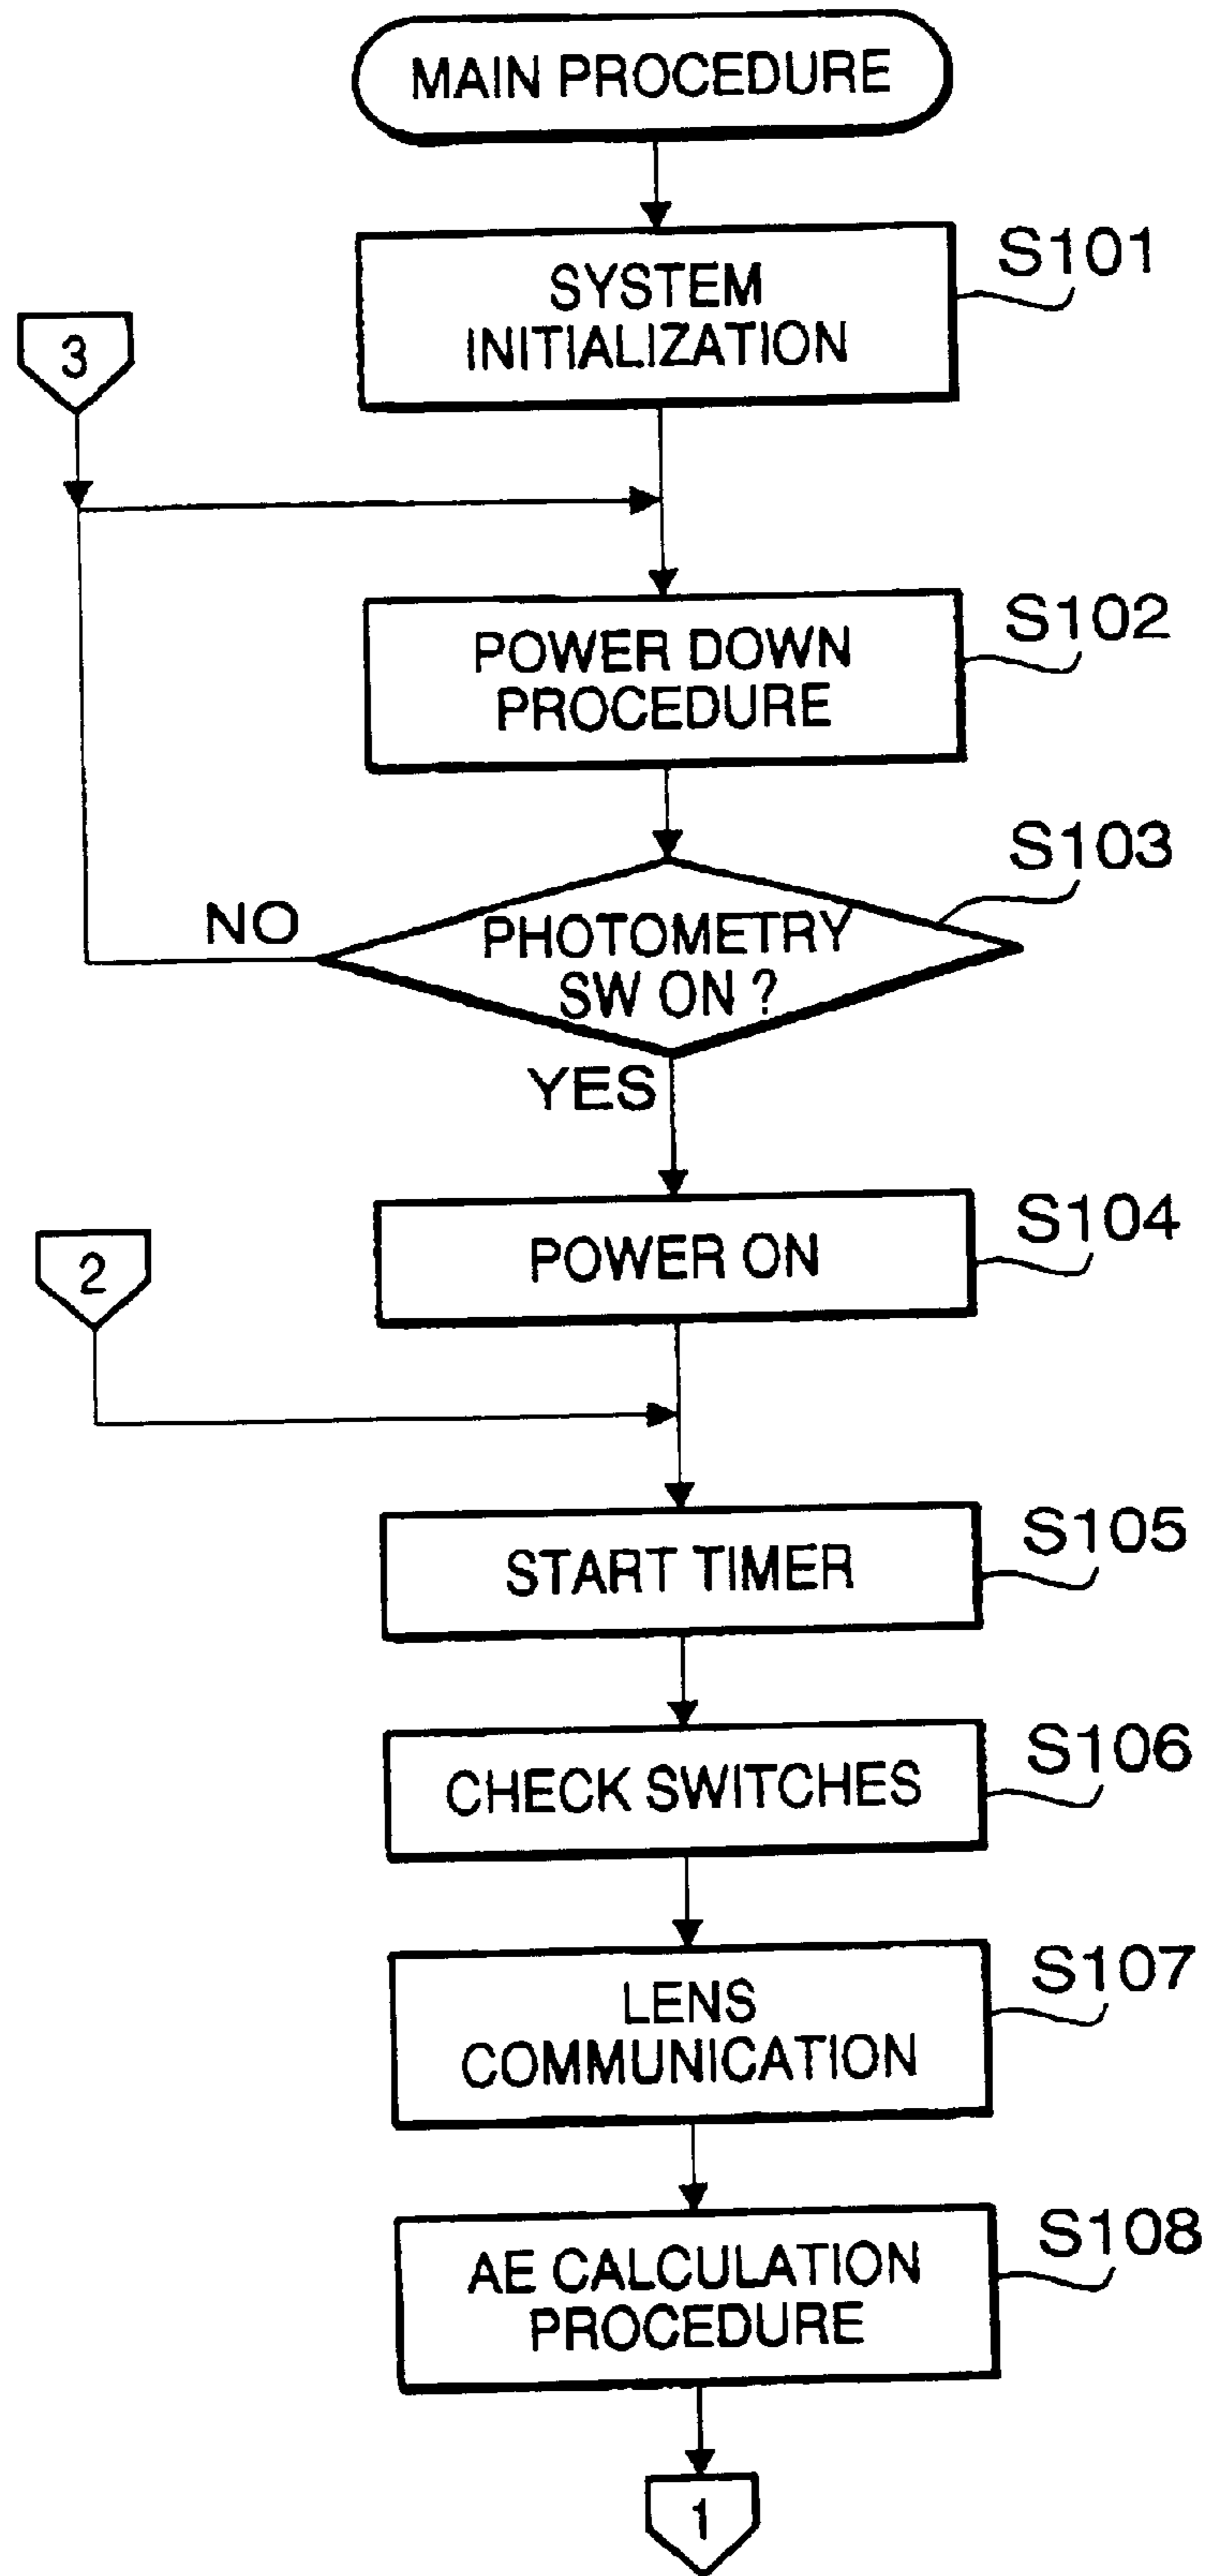 MAIN PROCEDURE
SYSTEM
INITIALIZATION
S101
3
POWER DOWN
PROCEDURE
S102
PHOTOMETRY
SW ON ?
S103
NO
YES
POWER ON
S104
2
START TIMER
S105
CHECK SWITCHES
S106
LENS
COMMUNICATION
S107
AE CALCULATION
PROCEDURE
S108
1